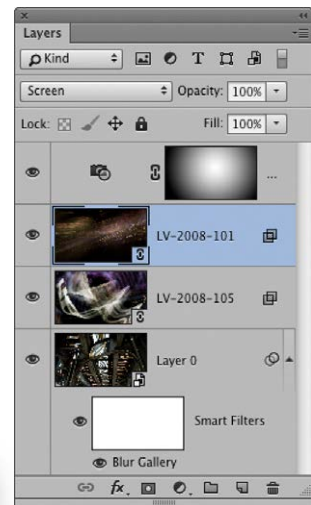 Layers
Kind
Screen Opacity: 100%
Lock: Fill: 100%
...
LV-2008-101
LV-2008-105
Layer 0
Smart Filters
Blur Gallery
fx